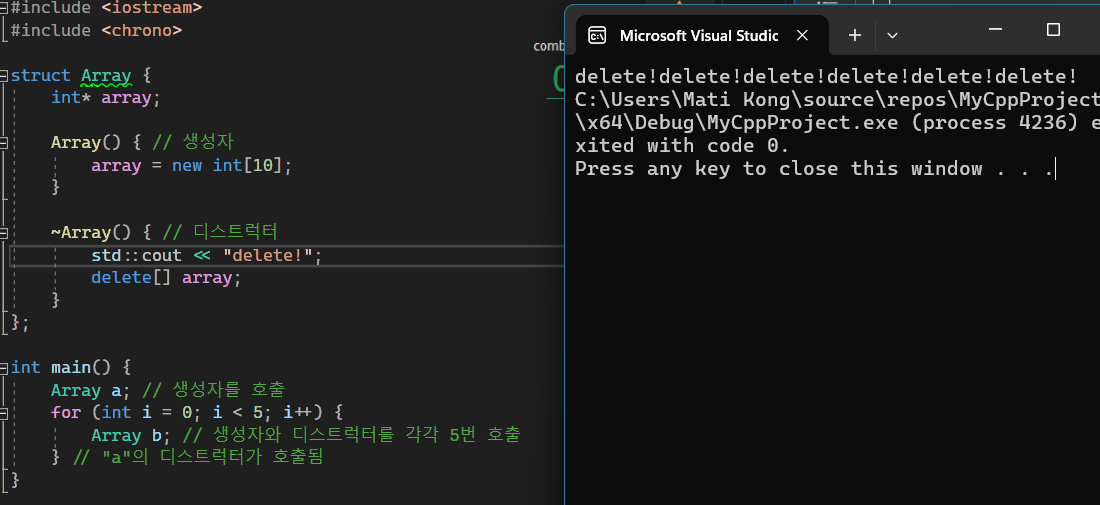 #include <iostream>
#include <chrono>
struct Array {
int* array;
Array() { // 생성자
array = new int[10];
}
~Array() { // 디스트럭터
std::cout << "delete!";
delete[] array;
}
};
int main() {
Array a; // 생성자를 호출
for (int i = 0; i < 5; i++) {
Array b; // 생성자와 디스트럭터를 각각 5번 호출
} // "a"의 디스트럭터가 호출됨
}
comb
Microsoft Visual Studic
delete!delete!delete!delete!delete!delete!
C:\Users\Mati Kong\source\repos\MyCppProject
\x64\Debug\MyCppProject.exe (process 4236) e
xited with code 0.
Press any key to close this window . . .